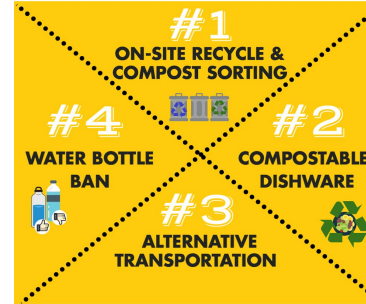 #1
ON-SITE RECYCLE &
COMPOST SORTING
#2
COMPOSTABLE
DISHWARE
#3
ALTERNATIVE
TRANSPORTATION
#4
WATER BOTTLE
BAN